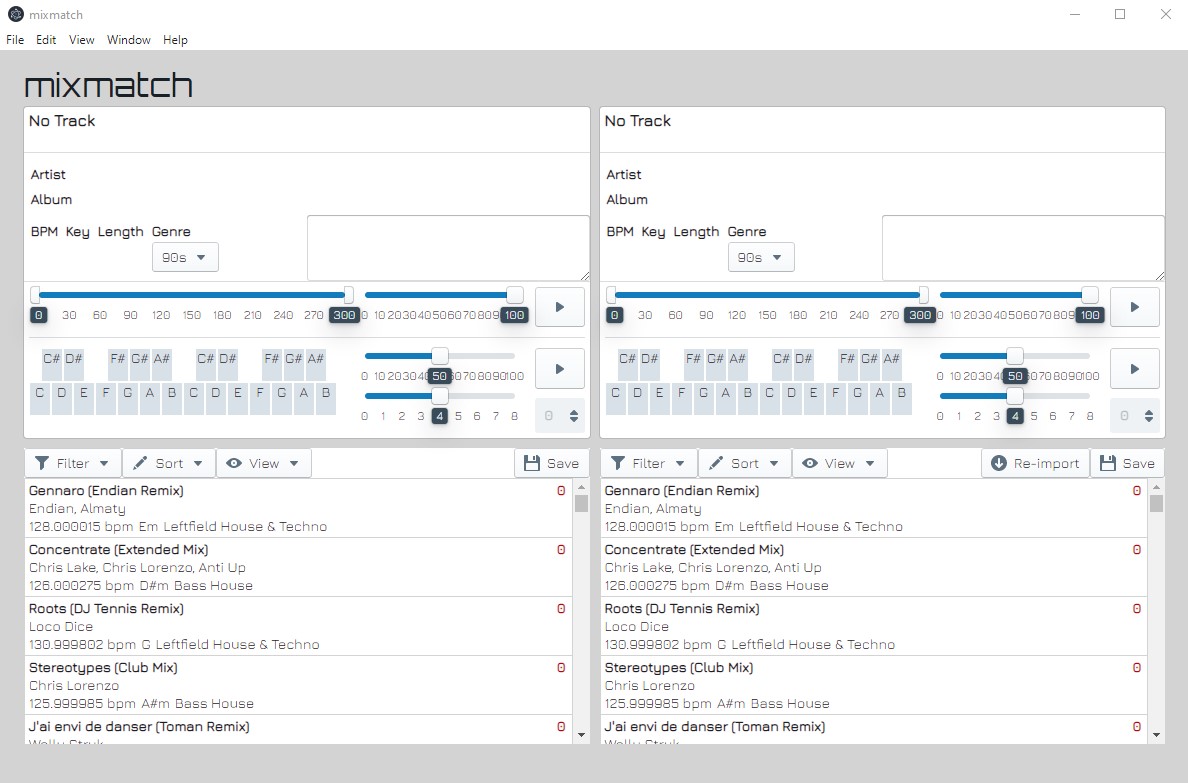 mixmatch
File Edit View Window Help
mixmatch
No Track
Artist
Album
BPM Key Length Genre
90s
0 30 60 90 120 150 180 210 240 270 300
0 10 20 30 40 50 60 70 80 90 100
C# D# F# G# A# C# D# F# G# A#
C D E F G A B C D E F G A B
0 10 20 30 40 50 60 70 80 90 100
0 1 2 3 4 5 6 7 8
0
No Track
Artist
Album
BPM Key Length Genre
90s
0 30 60 90 120 150 180 210 240 270 300
0 10 20 30 40 50 60 70 80 90 100
C# D# F# G# A# C# D# F# G# A#
C D E F G A B C D E F G A B
0 10 20 30 40 50 60 70 80 90 100
0 1 2 3 4 5 6 7 8
0
Filter Sort View Save
Gennaro (Endian Remix) 0
Endian, Almaty
128.000015 bpm Em Leftfield House & Techno
Concentrate (Extended Mix) 0
Chris Lake, Chris Lorenzo, Anti Up
126.000275 bpm D#m Bass House
Roots (DJ Tennis Remix) 0
Loco Dice
130.999802 bpm G Leftfield House & Techno
Stereotypes (Club Mix) 0
Chris Lorenzo
125.999985 bpm A#m Bass House
J'ai envi de danser (Toman Remix) 0
Filter Sort View Re-import Save
Gennaro (Endian Remix) 0
Endian, Almaty
128.000015 bpm Em Leftfield House & Techno
Concentrate (Extended Mix) 0
Chris Lake, Chris Lorenzo, Anti Up
126.000275 bpm D#m Bass House
Roots (DJ Tennis Remix) 0
Loco Dice
130.999802 bpm G Leftfield House & Techno
Stereotypes (Club Mix) 0
Chris Lorenzo
125.999985 bpm A#m Bass House
J'ai envi de danser (Toman Remix) 0